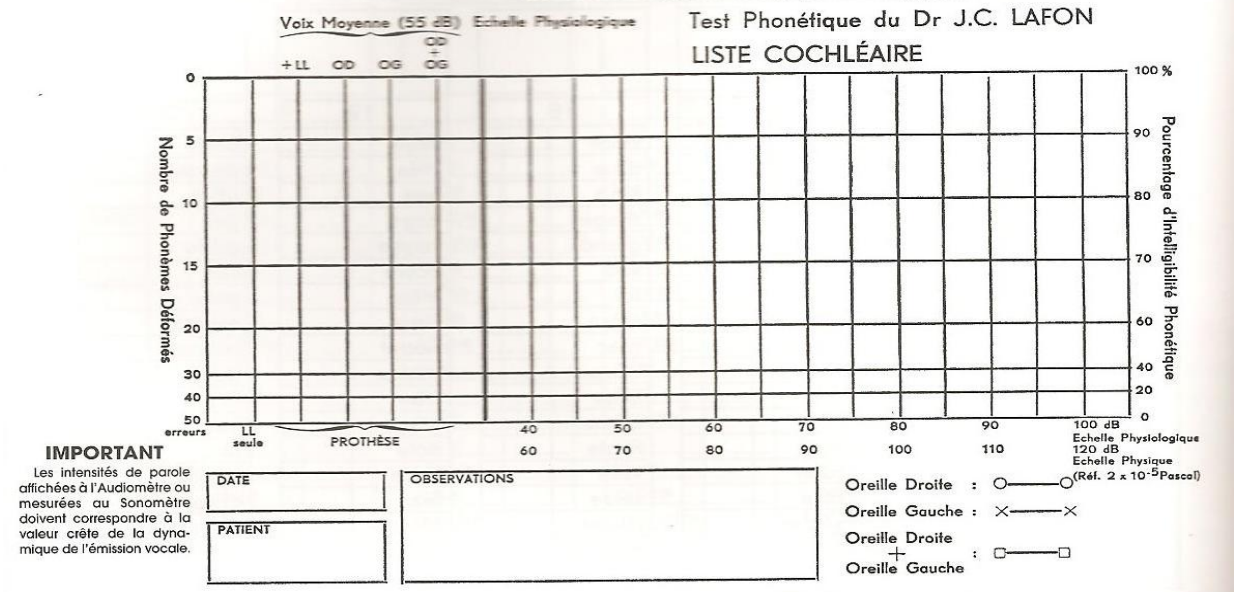 Voix Moyenne (55 dB) Echelle Physiologique
Test Phonétique du Dr J.C. LAFON
LISTE COCHLÉAIRE
+ LL OD OG OD + OG
0
5
10
15
20
30
40
50
erreurs
Nombre de Phonèmes Déformés
100 %
90
80
70
60
40
20
0
Pourcentage d'Intelligibilité Phonétique
LL seule
PROTHÈSE
40 50 60 70 80 90 100 dB
Echelle Physiologique
60 70 80 90 100 110 120 dB
Echelle Physique
(Réf. 2 x 10-5 Pascal)
IMPORTANT
Les intensités de parole
affichées à l'Audiomètre ou
mesurées au Sonomètre
doivent correspondre à la
valeur crête de la dyna-
mique de l'émission vocale.
DATE
PATIENT
OBSERVATIONS
Oreille Droite : O——O
Oreille Gauche : ×——×
Oreille Droite
+ : □——□
Oreille Gauche